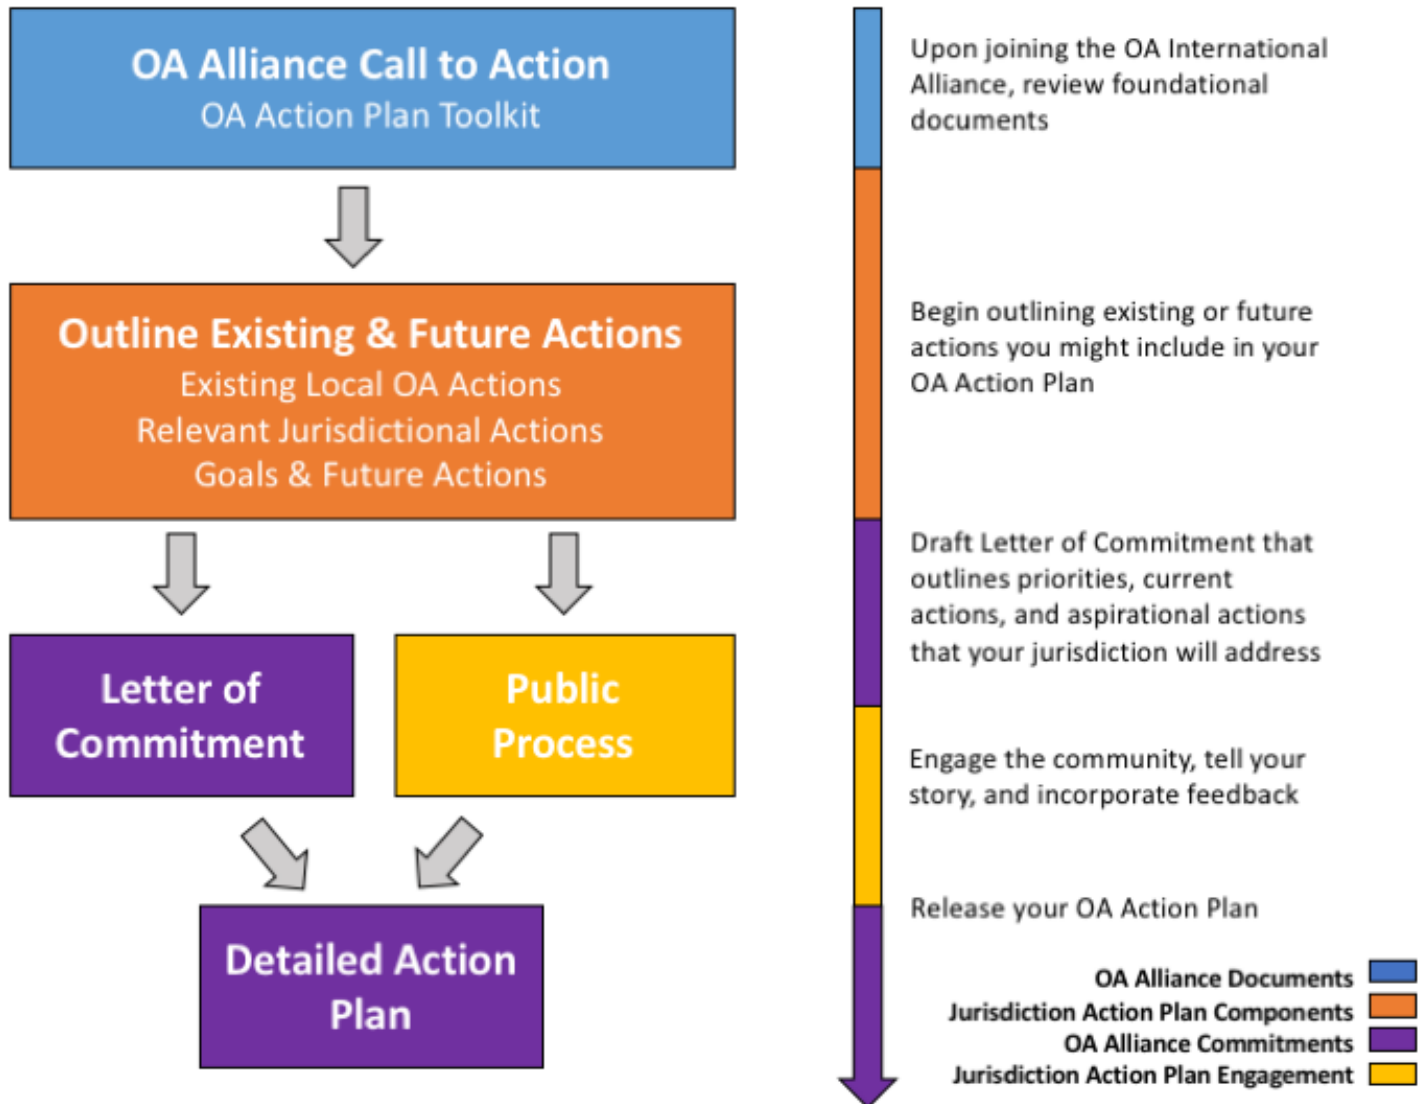 OA Alliance Call to Action
OA Action Plan Toolkit
Outline Existing & Future Actions
Existing Local OA Actions
Relevant Jurisdictional Actions
Goals & Future Actions
Letter of
Commitment
Public
Process
Detailed Action
Plan
Upon joining the OA International
Alliance, review foundational
documents
Begin outlining existing or future
actions you might include in your
OA Action Plan
Draft Letter of Commitment that
outlines priorities, current
actions, and aspirational actions
that your jurisdiction will address
Engage the community, tell your
story, and incorporate feedback
Release your OA Action Plan
OA Alliance Documents
Jurisdiction Action Plan Components
OA Alliance Commitments
Jurisdiction Action Plan Engagement